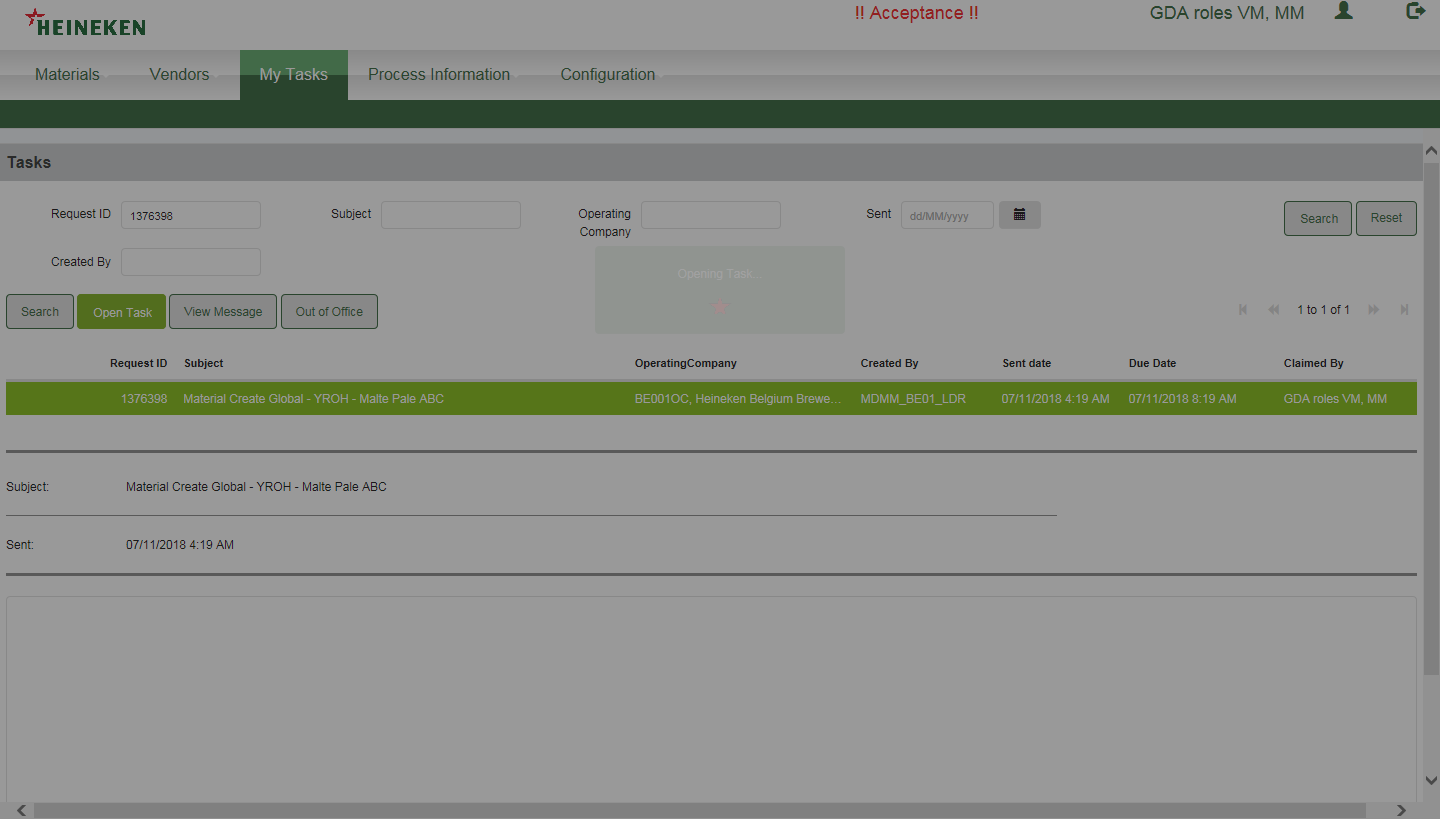 HEINEKEN
!! Acceptance !!
GDA roles VM, MM
Materials
Vendors
My Tasks
Process Information
Configuration
Tasks
Request ID
1376398
Subject
Operating
Company
Sent
dd/MM/yyyy
Search
Reset
Created By
Opening Task...
Search
Open Task
View Message
Out of Office
1 to 1 of 1
Request ID Subject OperatingCompany Created By Sent date Due Date Claimed By
1376398 Material Create Global - YROH - Malte Pale ABC BE001OC, Heineken Belgium Brewe... MDMM_BE01_LDR 07/11/2018 4:19 AM 07/11/2018 8:19 AM GDA roles VM, MM
Subject: Material Create Global - YROH - Malte Pale ABC
Sent: 07/11/2018 4:19 AM